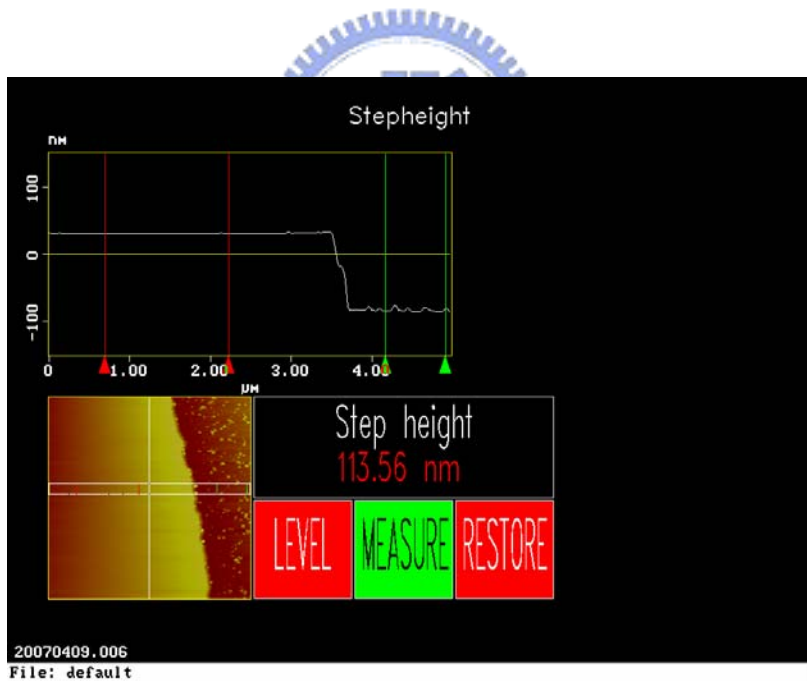 Stepheight
nM
100
0
-100
0 1.00 2.00 3.00 4.00
µM
Step height
113.56 nm
LEVEL MEASURE RESTORE
20070409.006
File: default